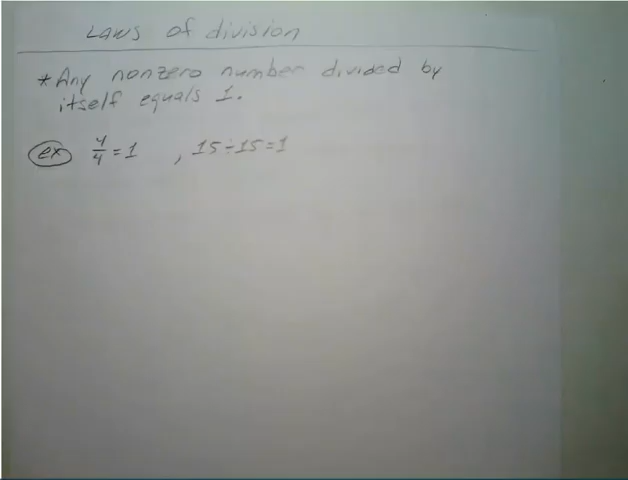 Laws of division
* Any nonzero number divided by
itself equals 1.
ex 4/4 = 1 , 15÷15=1